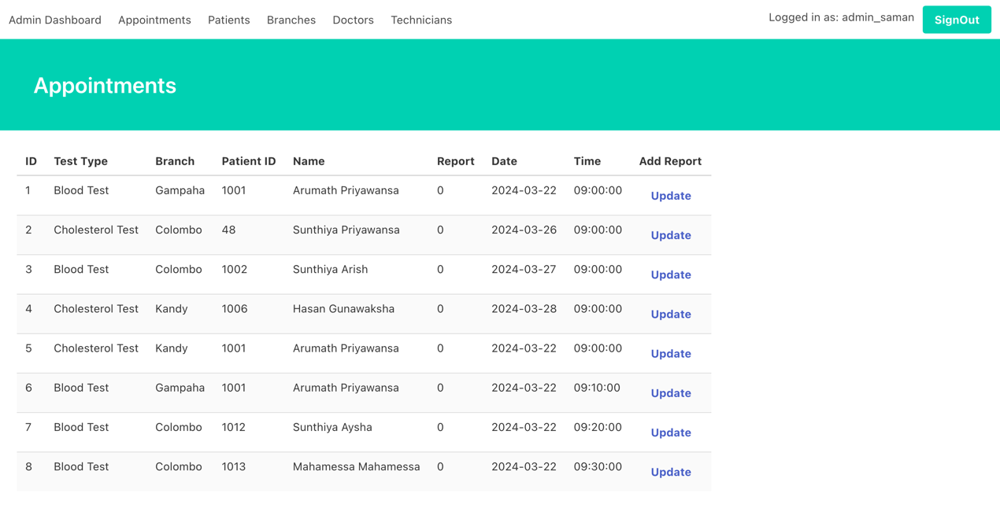 Admin Dashboard Appointments Patients Branches Doctors Technicians Logged in as: admin_saman SignOut
Appointments
ID Test Type Branch Patient ID Name Report Date Time Add Report
1 Blood Test Gampaha 1001 Arumath Priyawansa 0 2024-03-22 09:00:00 Update
2 Cholesterol Test Colombo 48 Sunthiya Priyawansa 0 2024-03-26 09:00:00 Update
3 Blood Test Colombo 1002 Sunthiya Arish 0 2024-03-27 09:00:00 Update
4 Cholesterol Test Kandy 1006 Hasan Gunawaksha 0 2024-03-28 09:00:00 Update
5 Cholesterol Test Kandy 1001 Arumath Priyawansa 0 2024-03-22 09:00:00 Update
6 Blood Test Gampaha 1001 Arumath Priyawansa 0 2024-03-22 09:10:00 Update
7 Blood Test Colombo 1012 Sunthiya Aysha 0 2024-03-22 09:20:00 Update
8 Blood Test Colombo 1013 Mahamessa Mahamessa 0 2024-03-22 09:30:00 Update